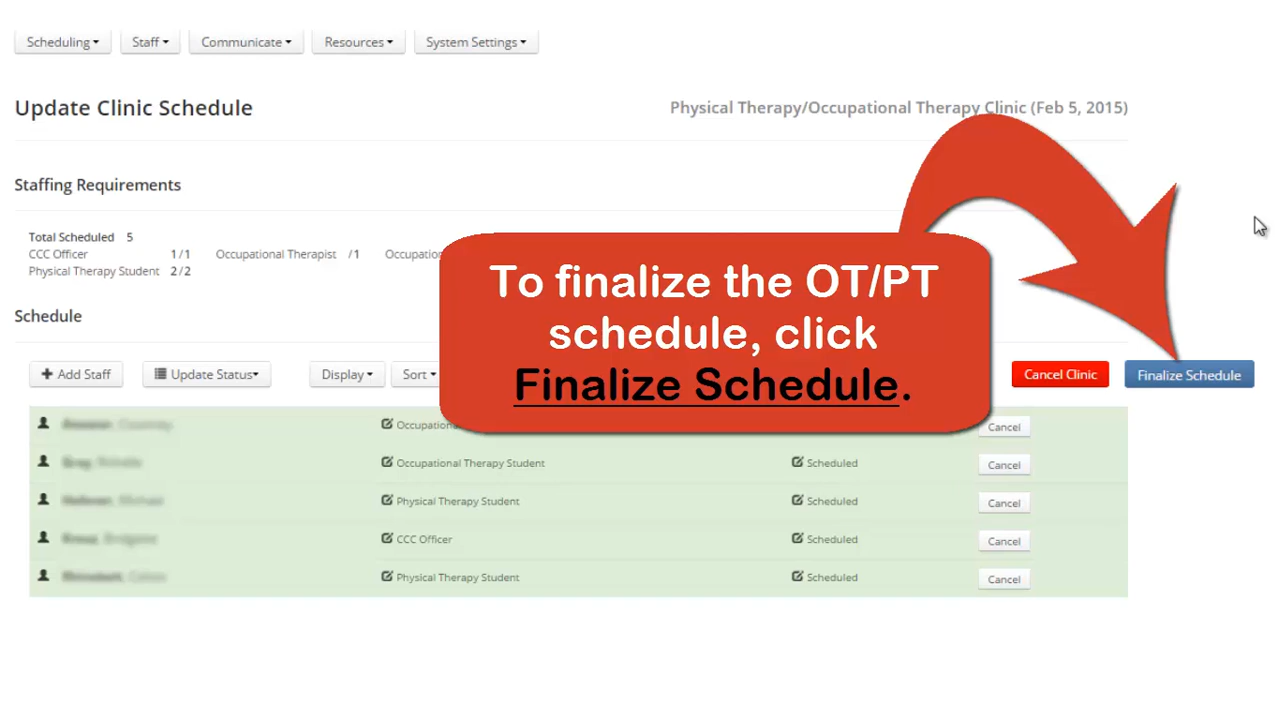 Scheduling Staff Communicate Resources System Settings
Update Clinic Schedule Physical Therapy/Occupational Therapy Clinic (Feb 5, 2015)
Staffing Requirements
Total Scheduled 5
CCC Officer 1/1 Occupational Therapist /1
Physical Therapy Student 2/2
To finalize the OT/PT
schedule, click
Finalize Schedule.
Schedule
+ Add Staff Update Status Display Sort Cancel Clinic Finalize Schedule
Cancel
Occupational Therapy Student Scheduled Cancel
Physical Therapy Student Scheduled Cancel
CCC Officer Scheduled Cancel
Physical Therapy Student Scheduled Cancel